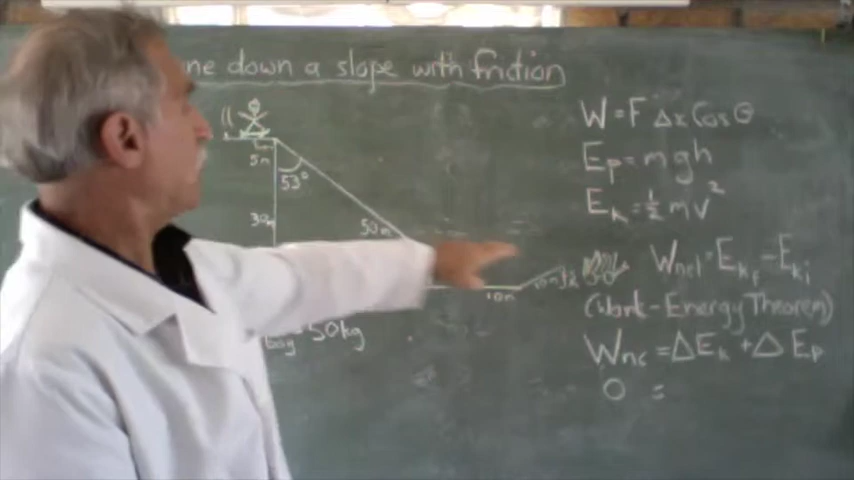 ne down a slope with friction
5m
53°
30m
50m
10m
50kg
W = F Δx Cos θ
Ep = mgh
Ek = ½ mv²
Wnet = Ekf - Eki
(Work-Energy Theorem)
Wnc = ΔEk + ΔEp
0 =